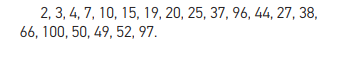 2, 3, 4, 7, 10, 15, 19, 20, 25, 37, 96, 44, 27, 38,
66, 100, 50, 49, 52, 97.